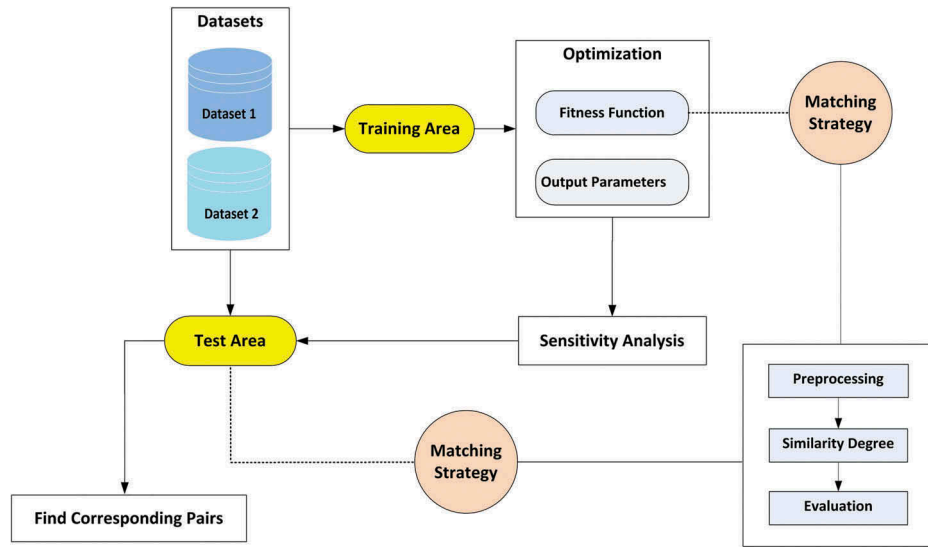 Datasets
Dataset 1
Dataset 2
Training Area
Optimization
Fitness Function
Output Parameters
Matching
Strategy
Test Area
Sensitivity Analysis
Preprocessing
Similarity Degree
Evaluation
Matching
Strategy
Find Corresponding Pairs